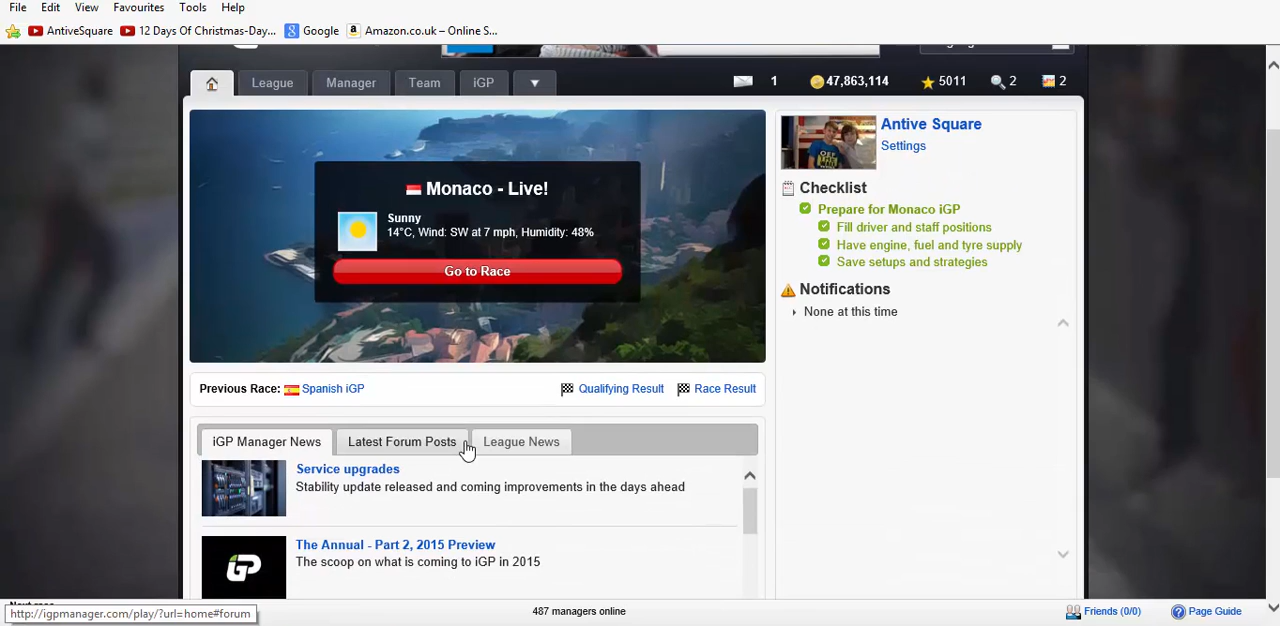 File Edit View Favourites Tools Help
AntiveSquare 12 Days Of Christmas-Day... Google Amazon.co.uk – Online S...
League Manager Team iGP 1 47,863,114 5011 2 2
Monaco - Live!
Sunny
14°C, Wind: SW at 7 mph, Humidity: 48%
Go to Race
Previous Race: Spanish iGP Qualifying Result Race Result
iGP Manager News Latest Forum Posts League News
Service upgrades
Stability update released and coming improvements in the days ahead
The Annual - Part 2, 2015 Preview
The scoop on what is coming to iGP in 2015
Antive Square
Settings
Checklist
Prepare for Monaco iGP
Fill driver and staff positions
Have engine, fuel and tyre supply
Save setups and strategies
Notifications
None at this time
http://igpmanager.com/play/?url=home#forum
487 managers online
Friends (0/0) Page Guide